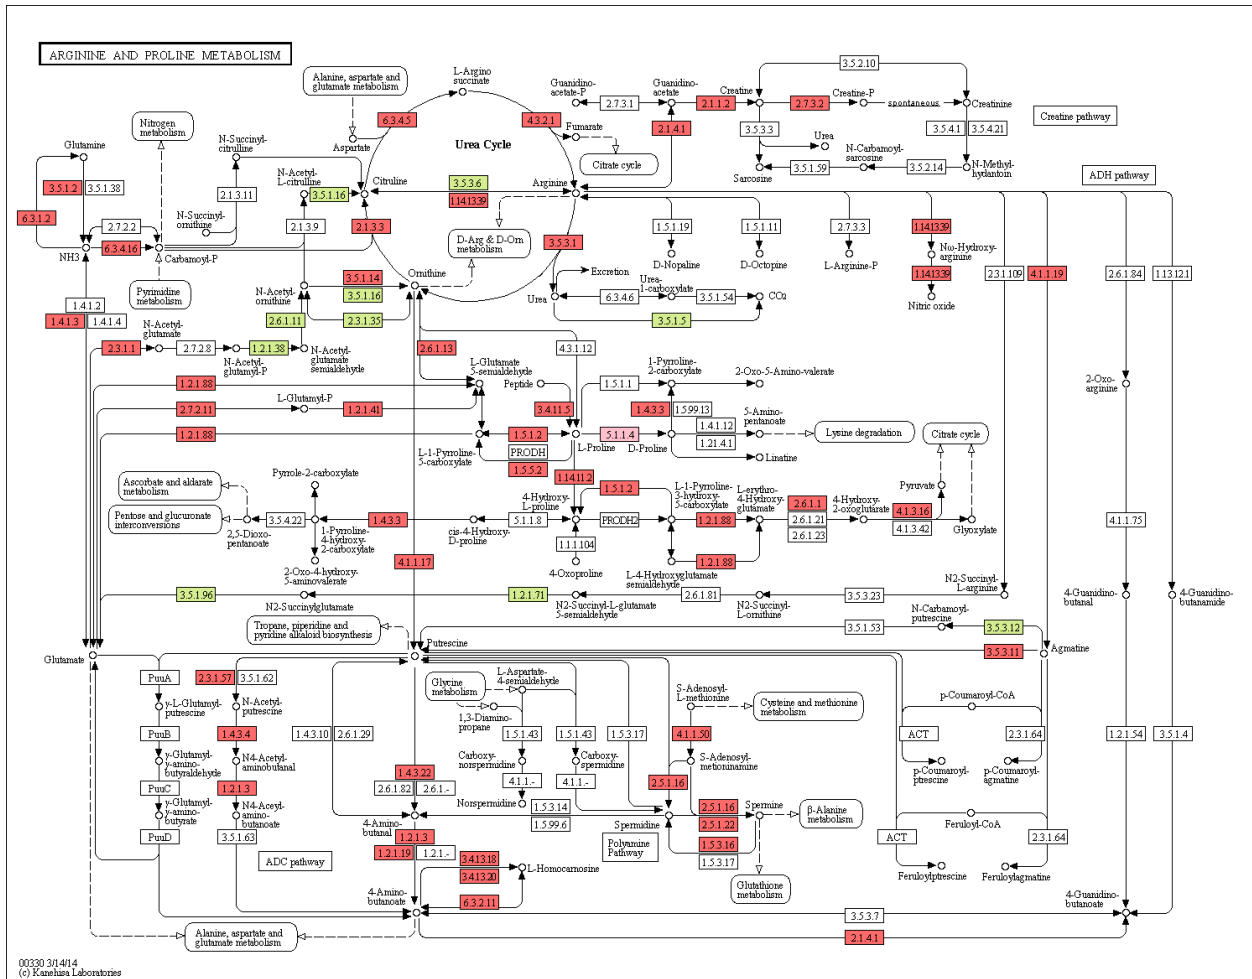 ARGININE AND PROLINE METABOLISM
Alanine, aspartate and
glutamate metabolism
L-Argino
succinate
Guanidino-
acetate-P
2.7.3.1
Guanidino-
acetate
2.1.1.2
Creatine
2.7.3.2
Creatine-P
spontaneous
Creatinine
3.5.2.10
Creatine pathway
Nitrogen
metabolism
6.3.4.5
4.3.2.1
Fumarate
2.1.4.1
3.5.3.3
Urea
3.5.4.1
3.5.4.21
Aspartate
Urea Cycle
Citrate cycle
Glutamine
N-Succinyl-
citrulline
N-Acetyl-
L-citrulline
Citruline
Arginine
3.5.3.6
1.14.13.39
Sarcosine
3.5.1.59
N-Carbamoyl-
sarcosine
3.5.2.14
N-Methyl-
hydantoin
ADH pathway
3.5.1.2
3.5.1.38
2.1.3.11
3.5.1.16
6.3.1.2
N-Succinyl-
ornithine
2.7.2.2
6.3.4.16
NH3
Carbamoyl-P
2.1.3.9
2.1.3.3
D-Arg & D-Orn
metabolism
3.5.3.1
1.5.1.19
1.5.1.11
2.7.3.3
1.14.13.39
Nω-Hydroxy-
arginine
1.14.13.39
Nitric oxide
D-Nopaline
D-Octopine
L-Arginine-P
2.3.1.109
4.1.1.19
2.6.1.84
1.13.12.1
Pyrimidine
metabolism
N-Acetyl-
ornithine
3.5.1.14
3.5.1.16
Ornithine
Excretion
Urea
6.3.4.6
Urea-
1-carboxylate
3.5.1.54
CO2
3.5.1.5
1.4.1.2
1.4.1.3
1.4.1.4
2.6.1.11
2.3.1.35
N-Acetyl-
glutamate
2.3.1.1
2.7.2.8
N-Acetyl-
glutamyl-P
1.2.1.38
N-Acetyl-
glutamate
semialdehyde
2.6.1.13
4.3.1.12
L-Glutamate
5-semialdehyde
Peptide
1-Pyrroline-
2-carboxylate
2-Oxo-5-Amino-valerate
1.5.1.1
1.2.1.88
L-Glutamyl-P
2.7.2.11
1.2.1.41
3.4.11.5
1.4.3.3
1.5.99.13
1.4.1.12
1.21.4.1
5-Amino-
pentanoate
Lysine degradation
Linatine
2-Oxo-
arginine
1.2.1.88
1.5.1.2
PRODH
1.5.5.2
L-1-Pyrroline-
5-carboxylate
L-Proline
5.1.1.4
D-Proline
Citrate cycle
Ascorbate and aldarate
metabolism
Pentose and glucuronate
interconversions
Pyrrole-2-carboxylate
1.14.11.2
1.5.1.2
L-1-Pyrroline-
3-hydroxy-
5-carboxylate
L-erythro-
4-Hydroxy-
glutamate
2.6.1.1
2.6.1.21
2.6.1.23
4-Hydroxy-
2-oxoglutarate
Pyruvate
4.1.3.16
4.1.3.42
Glyoxylate
2,5-Dioxo-
pentanoate
3.5.4.22
1-Pyrroline-
4-hydroxy-
2-carboxylate
1.4.3.3
cis-4-Hydroxy-
D-proline
5.1.1.8
4-Hydroxy-
L-proline
PRODH2
1.2.1.88
1.1.1.104
4-Oxoproline
L-4-Hydroxyglutamate
semialdehyde
1.2.1.88
2-Oxo-4-hydroxy-
5-aminovalerate
4.1.1.17
4.1.1.75
3.5.1.96
N2-Succinylglutamate
1.2.1.71
N2-Succinyl-L-glutamate
5-semialdehyde
2.6.1.81
N2-Succinyl-
L-ornithine
3.5.3.23
N2-Succinyl-
L-arginine
4-Guanidino-
butanal
4-Guanidino-
butanamide
Tropane, piperidine and
pyridine alkaloid biosynthesis
3.5.1.53
N-Carbamoyl-
putrescine
3.5.3.12
3.5.3.11
Agmatine
Glutamate
Putrescine
PuuA
γ-L-Glutamyl-
putrescine
PuuB
γ-Glutamyl-
γ-amino-
butyraldehyde
PuuC
γ-Glutamyl-
γ-amino-
butyrate
PuuD
2.3.1.57
3.5.1.62
N-Acetyl-
putrescine
1.4.3.4
N4-Acetyl-
aminobutanal
1.2.1.3
N4-Aceyl-
amino-
butanoate
3.5.1.63
1.4.3.10
2.6.1.29
1.4.3.22
2.6.1.82
2.6.1.-
4-Amino-
butanal
1.2.1.3
1.2.1.19
1.2.1.-
ADC pathway
4-Amino-
butanoate
Glycine
metabolism
L-Aspartate-
4-semialdehyde
1,3-Diamino-
propane
1.5.1.43
Carboxy-
norspermidine
4.1.1.-
Norspermidine
1.5.1.43
Carboxy-
spermidine
4.1.1.-
1.5.3.17
1.5.3.14
1.5.99.6
S-Adenosyl-
L-methionine
Cysteine and methionine
metabolism
4.1.1.50
S-Adenosyl-
metioninamine
2.5.1.16
Spermidine
2.5.1.16
2.5.1.22
Spermine
1.5.3.16
1.5.3.17
β-Alanine
metabolism
Glutathione
metabolism
Polyamine
Pathway
3.4.13.18
3.4.13.20
L-Homocarnosine
6.3.2.11
p-Coumaroyl-CoA
ACT
2.3.1.64
p-Coumaroyl-
ptrescine
p-Coumaroyl-
agmatine
Feruloyl-CoA
ACT
2.3.1.64
Feruloylptrescine
Feruloylagmatine
1.2.1.54
3.5.1.4
4-Guanidino-
butanoate
3.5.3.7
2.1.4.1
Alanine, aspartate and
glutamate metabolism
00330 3/14/14
(c) Kanehisa Laboratories